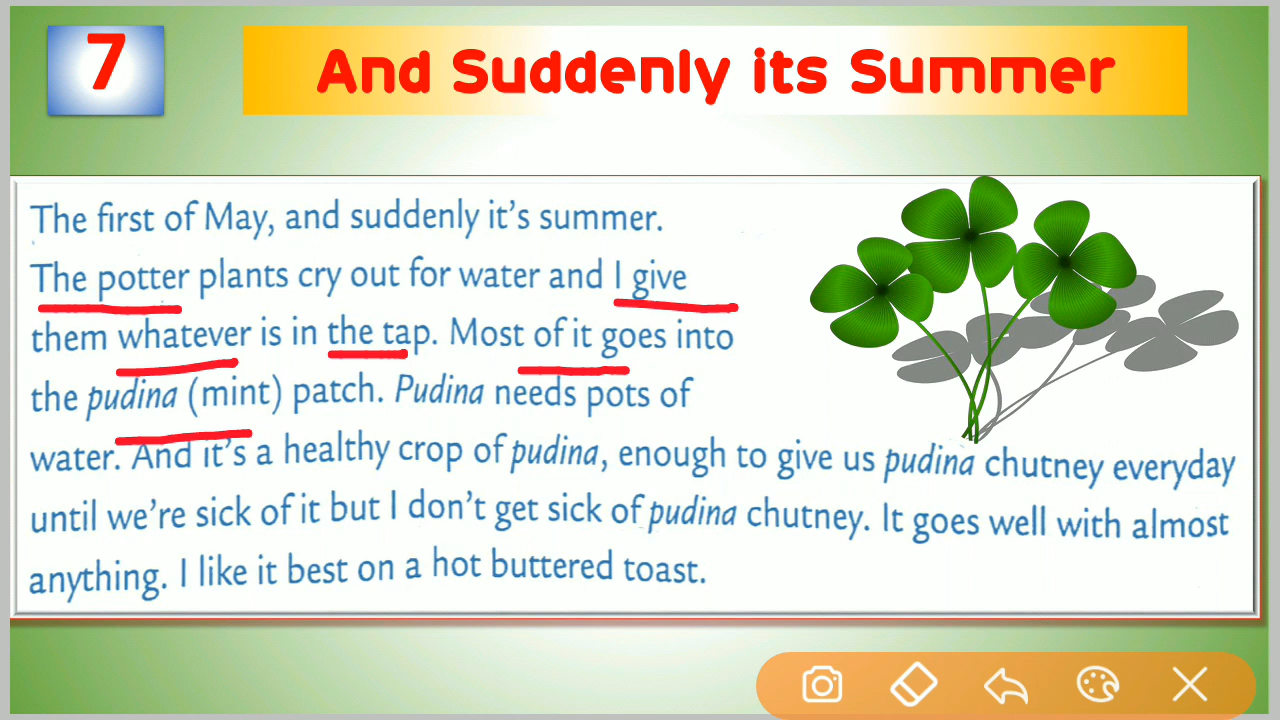 7
And Suddenly its Summer
The first of May, and suddenly it's summer.
The potter plants cry out for water and I give
them whatever is in the tap. Most of it goes into
the pudina (mint) patch. Pudina needs pots of
water. And it's a healthy crop of pudina, enough to give us pudina chutney everyday
until we're sick of it but I don't get sick of pudina chutney. It goes well with almost
anything. I like it best on a hot buttered toast.